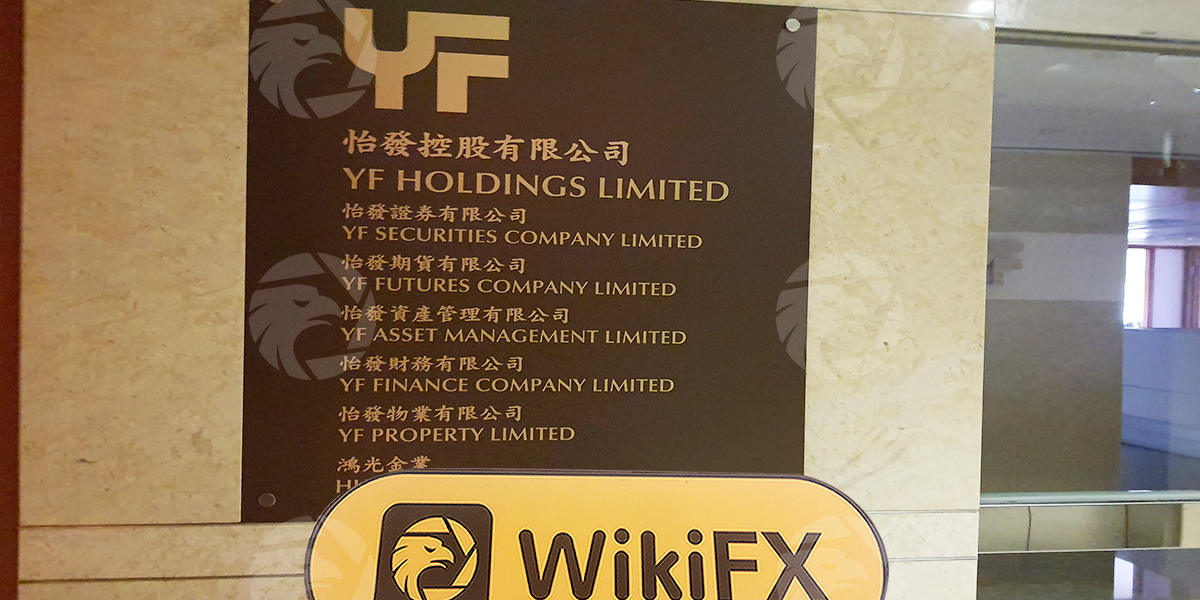 YF
怡發控股有限公司
YF HOLDINGS LIMITED
怡發證券有限公司
YF SECURITIES COMPANY LIMITED
怡發期貨有限公司
YF FUTURES COMPANY LIMITED
怡發資產管理有限公司
YF ASSET MANAGEMENT LIMITED
怡發財務有限公司
YF FINANCE COMPANY LIMITED
怡發物業有限公司
YF PROPERTY LIMITED
鴻光金業
WikiFX